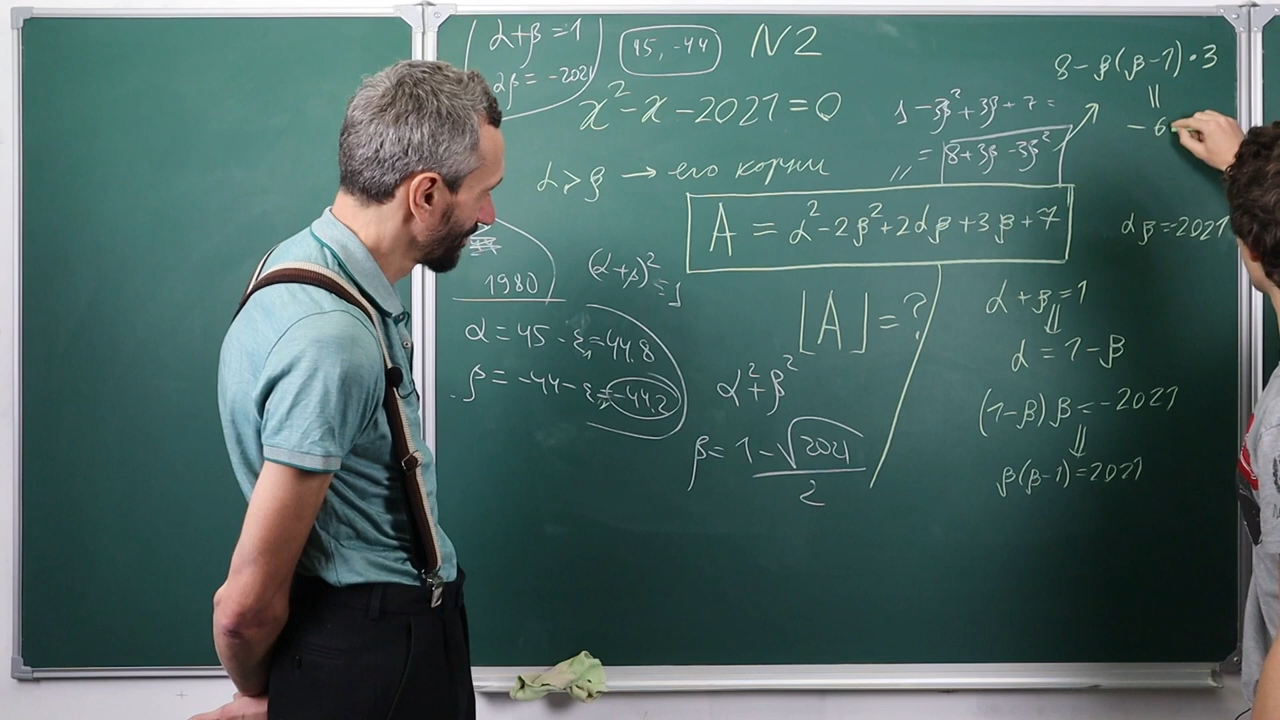 α+β=1
αβ=-2021
45, -44
N2
x²-x-2021=0
α>β → его корни
A = α²-2β²+2αβ+3β+7
⌊A⌋=?
1980
(α+β)²=1
α=45-ε=44.8
β=-44-ε=-44.2
α²+β²
β=(1-√2021)/2
1-3β²+3β+7=
=8+3β-3β²
8-β(β-1)·3
=
-6
αβ=-2021
α+β=1
α=1-β
(1-β)β=-2021
β(β-1)=2021